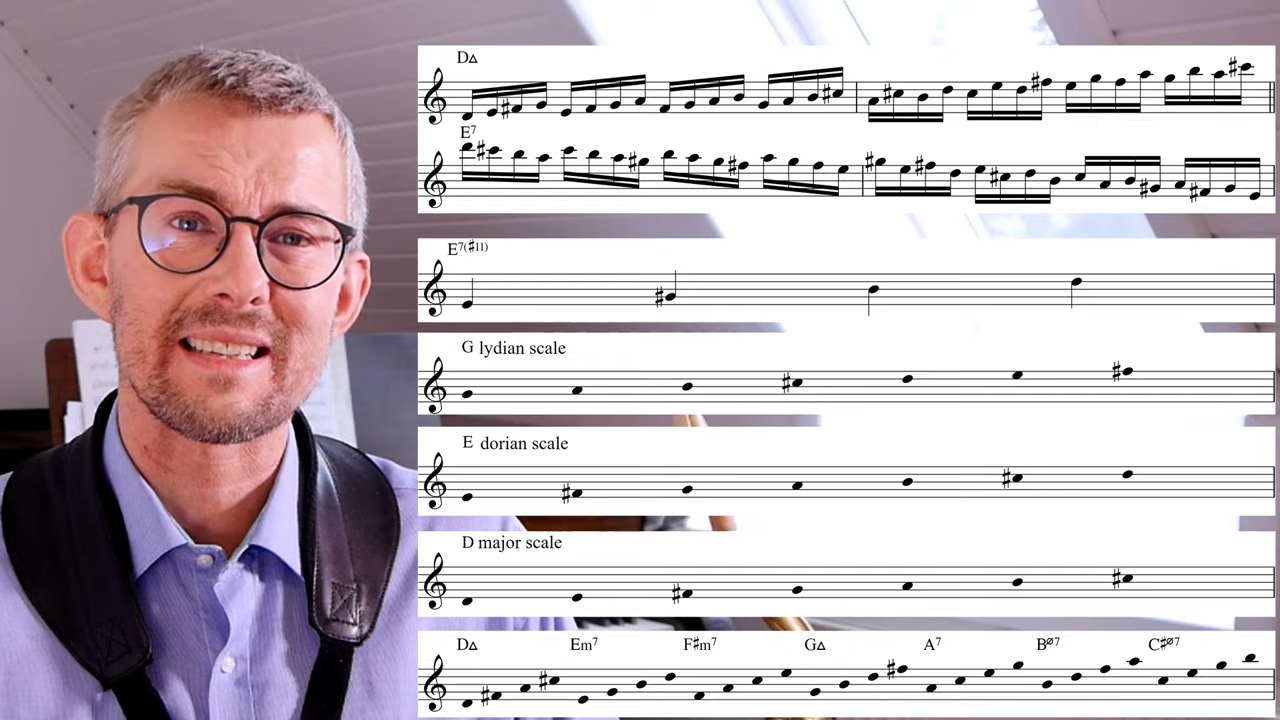 D△
E7
E7(♯11)
G lydian scale
E dorian scale
D major scale
D△ Em7 F♯m7 G△ A7 Bø7 C♯ø7